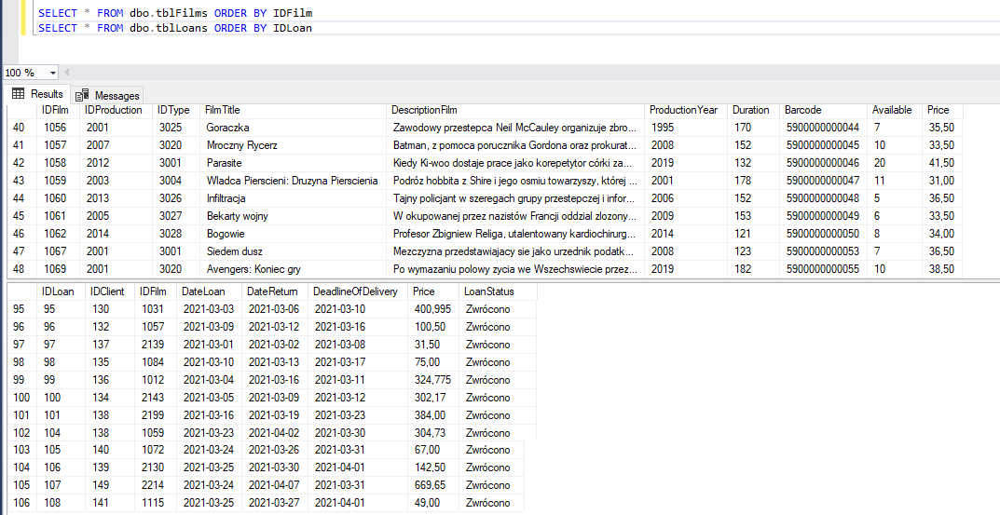 SELECT * FROM dbo.tblFilms ORDER BY IDFilm
SELECT * FROM dbo.tblLoans ORDER BY IDLoan
100 %
Results Messages
IDFilm IDProduction IDType FilmTitle DescriptionFilm ProductionYear Duration Barcode Available Price
40 1056 2001 3025 Goraczka Zawodowy przestepca Neil McCauley organizuje zbro... 1995 170 5900000000044 7 35,50
41 1057 2007 3020 Mroczny Rycerz Batman, z pomoca porucznika Gordona oraz prokurat... 2008 152 5900000000045 10 33,50
42 1058 2012 3001 Parasite Kiedy Ki-woo dostaje prace jako korepetytor córki za... 2019 132 5900000000046 20 41,50
43 1059 2003 3004 Wladca Pierscieni: Druzyna Pierscienia Podróż hobbita z Shire i jego osmiu towarzyszy, której ... 2001 178 5900000000047 11 31,00
44 1060 2013 3026 Infiltracja Tajny policjant w szeregach grupy przestepczej i infor... 2006 152 5900000000048 5 36,50
45 1061 2005 3027 Bekarty wojny W okupowanej przez nazistów Francji oddzial zlozony... 2009 153 5900000000049 6 33,50
46 1062 2014 3028 Bogowie Profesor Zbigniew Religa, utalentowany kardiochirurg... 2014 121 5900000000050 8 34,00
47 1067 2001 3001 Siedem dusz Mezczyzna przedstawiajacy sie jako urzednik podatk... 2008 123 5900000000053 7 36,50
48 1069 2001 3020 Avengers: Koniec gry Po wymazaniu polowy zycia we Wszechswiecie przez... 2019 182 5900000000055 10 38,50
IDLoan IDClient IDFilm DateLoan DateReturn DeadlineOfDelivery Price LoanStatus
95 95 130 1031 2021-03-03 2021-03-06 2021-03-10 400,995 Zwrócono
96 96 132 1057 2021-03-09 2021-03-12 2021-03-16 100,50 Zwrócono
97 97 137 2139 2021-03-01 2021-03-02 2021-03-08 31,50 Zwrócono
98 98 135 1084 2021-03-10 2021-03-13 2021-03-17 75,00 Zwrócono
99 99 136 1012 2021-03-04 2021-03-16 2021-03-11 324,775 Zwrócono
100 100 134 2143 2021-03-05 2021-03-09 2021-03-12 302,17 Zwrócono
101 101 138 2199 2021-03-16 2021-03-19 2021-03-23 384,00 Zwrócono
102 104 138 1059 2021-03-23 2021-04-02 2021-03-30 304,73 Zwrócono
103 105 140 1072 2021-03-24 2021-03-26 2021-03-31 67,00 Zwrócono
104 106 139 2130 2021-03-25 2021-03-30 2021-04-01 142,50 Zwrócono
105 107 149 2214 2021-03-24 2021-04-07 2021-03-31 669,65 Zwrócono
106 108 141 1115 2021-03-25 2021-03-27 2021-04-01 49,00 Zwrócono